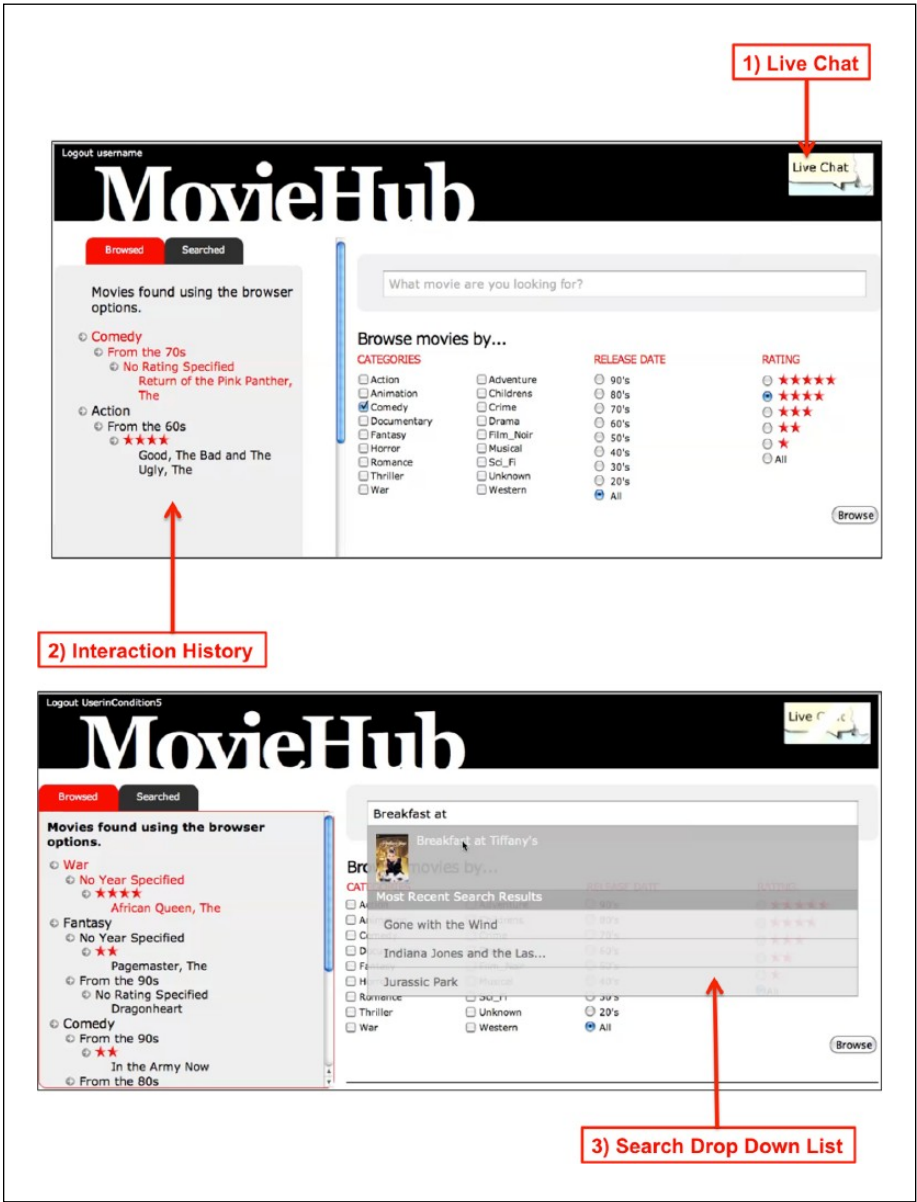 1) Live Chat
Logout username
MovieHub
Live Chat
Browsed Searched
Movies found using the browser
options.
Comedy
From the 70s
No Rating Specified
Return of the Pink Panther,
The
Action
From the 60s
★★★★
Good, The Bad and The
Ugly, The
What movie are you looking for?
Browse movies by...
CATEGORIES RELEASE DATE RATING
Action Adventure 90's ★★★★★
Animation Childrens 80's ★★★★
Comedy Crime 70's ★★★
Documentary Drama 60's ★★
Fantasy Film_Noir 50's ★
Horror Musical 40's All
Romance Sci_Fi 30's
Thriller Unknown 20's
War Western All
Browse
2) Interaction History
Logout UserinCondition5
MovieHub
Live
Browsed Searched
Movies found using the browser
options.
War
No Year Specified
★★★★
African Queen, The
Fantasy
No Year Specified
★★
Pagemaster, The
From the 90s
No Rating Specified
Dragonheart
Comedy
From the 90s
★★
In the Army Now
From the 80s
Breakfast at
Breakfast at Tiffany's
Most Recent Search Results
Gone with the Wind
Indiana Jones and the Las...
Jurassic Park
Thriller Unknown 20's
War Western All
Browse
3) Search Drop Down List